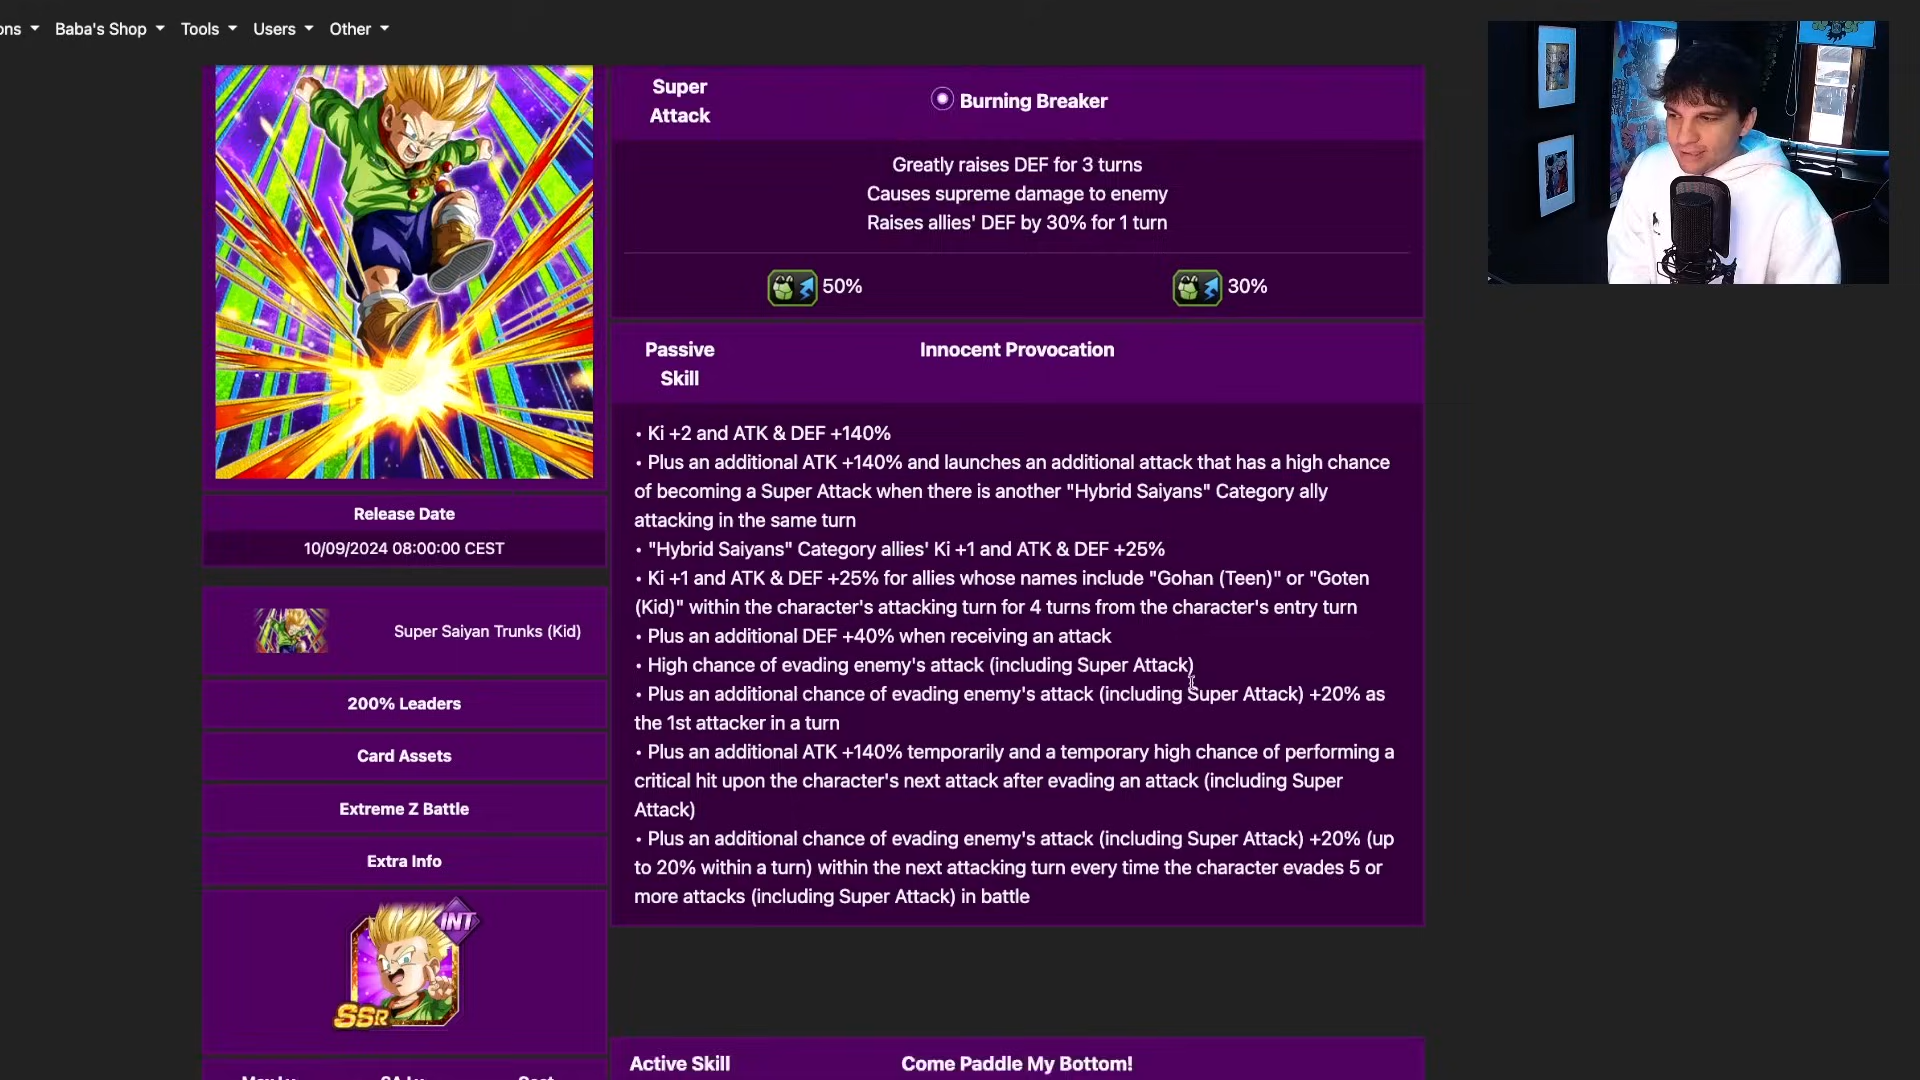 ons Baba's Shop Tools Users Other
Super
Attack
Burning Breaker
Greatly raises DEF for 3 turns
Causes supreme damage to enemy
Raises allies' DEF by 30% for 1 turn
50% 30%
Passive
Skill
Innocent Provocation
• Ki +2 and ATK & DEF +140%
• Plus an additional ATK +140% and launches an additional attack that has a high chance
of becoming a Super Attack when there is another "Hybrid Saiyans" Category ally
attacking in the same turn
• "Hybrid Saiyans" Category allies' Ki +1 and ATK & DEF +25%
• Ki +1 and ATK & DEF +25% for allies whose names include "Gohan (Teen)" or "Goten
(Kid)" within the character's attacking turn for 4 turns from the character's entry turn
• Plus an additional DEF +40% when receiving an attack
• High chance of evading enemy's attack (including Super Attack)
• Plus an additional chance of evading enemy's attack (including Super Attack) +20% as
the 1st attacker in a turn
• Plus an additional ATK +140% temporarily and a temporary high chance of performing a
critical hit upon the character's next attack after evading an attack (including Super
Attack)
• Plus an additional chance of evading enemy's attack (including Super Attack) +20% (up
to 20% within a turn) within the next attacking turn every time the character evades 5 or
more attacks (including Super Attack) in battle
Release Date
10/09/2024 08:00:00 CEST
Super Saiyan Trunks (Kid)
200% Leaders
Card Assets
Extreme Z Battle
Extra Info
INT
SSR
Active Skill
Come Paddle My Bottom!